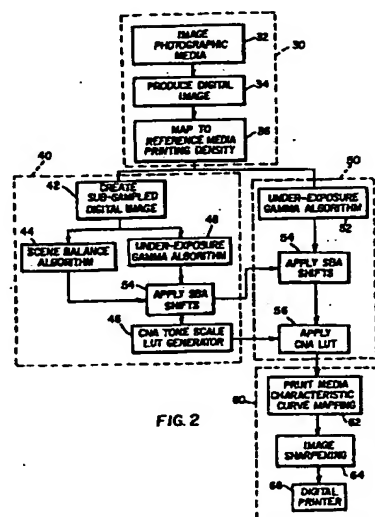 30
IMAGE
PHOTOGRAPHIC
MEDIA
32
PRODUCE DIGITAL
IMAGE
34
MAP TO
REFERENCE MEDIA
PRINTING DENSITY
36
40
42
CREATE
SUB-SAMPLED
DIGITAL IMAGE
50
44
SCENE BALANCE
ALGORITHM
48
UNDER-EXPOSURE
GAMMA ALGORITHM
UNDER-EXPOSURE
GAMMA ALGORITHM
52
54
APPLY SBA
SHIFTS
54
APPLY SBA
SHIFTS
46
CNA TONE SCALE
LUT GENERATOR
56
APPLY
CNA LUT
60
PRINT MEDIA
CHARACTERISTIC
CURVE MAPPING
62
IMAGE
SHARPENING
64
DIGITAL
PRINTER
68
FIG. 2